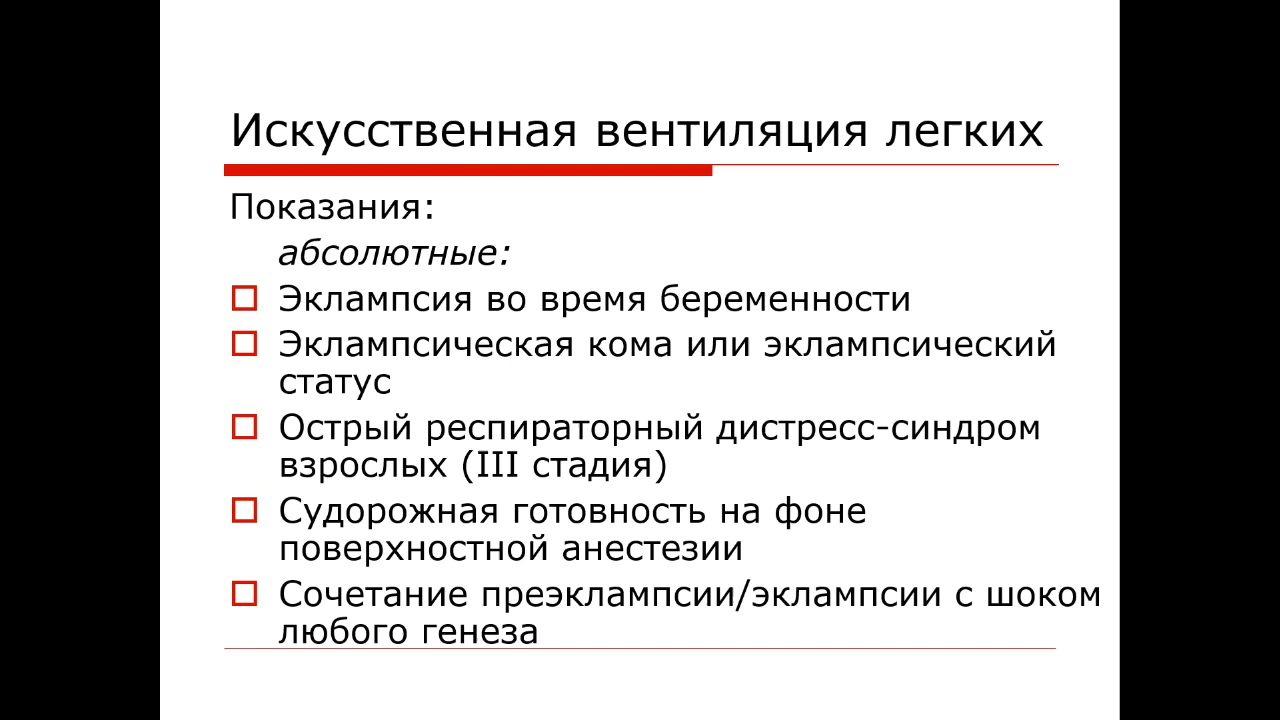 Искусственная вентиляция легких
Показания:
абсолютные:
Эклампсия во время беременности
Эклампсическая кома или эклампсический
статус
Острый респираторный дистресс-синдром
взрослых (III стадия)
Судорожная готовность на фоне
поверхностной анестезии
Сочетание преэклампсии/эклампсии с шоком
любого генеза